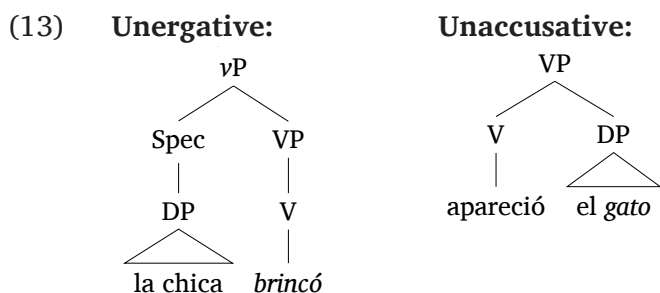 (13) Unergative: Unaccusative:
vP VP
Spec VP V DP
DP V apareció el gato
la chica brincó